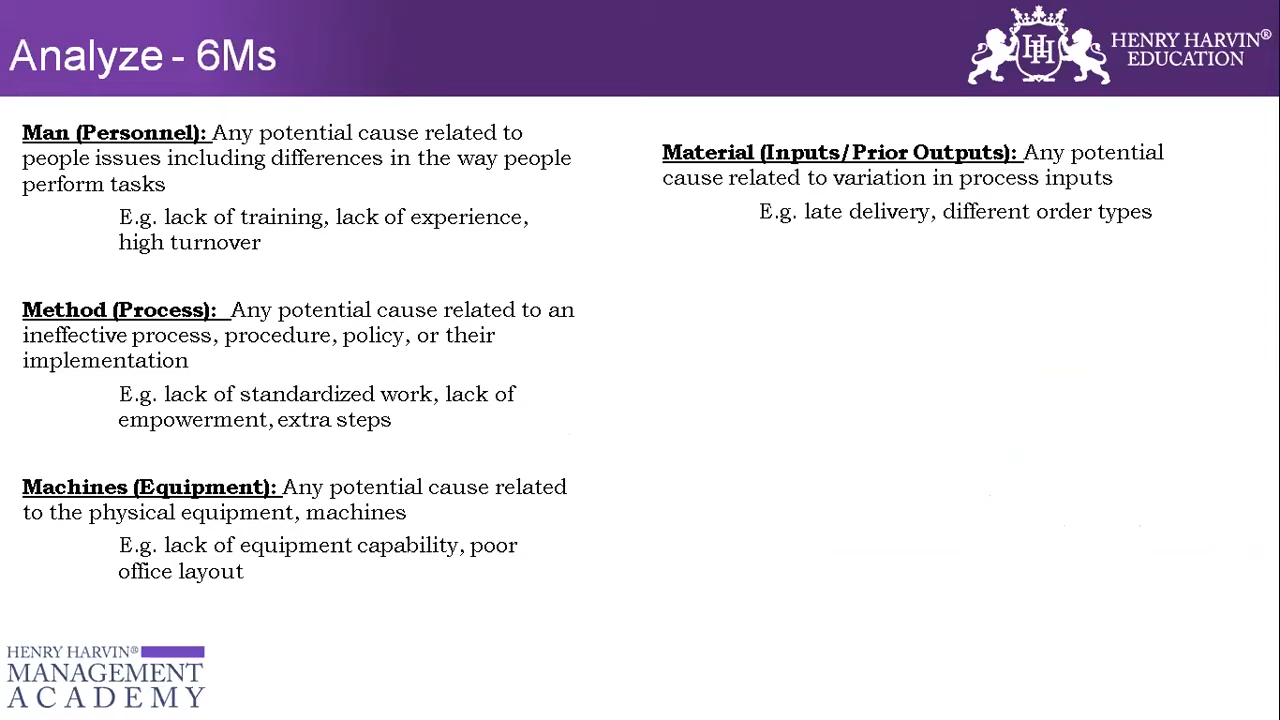 Analyze - 6Ms
HENRY HARVIN®
EDUCATION
Man (Personnel): Any potential cause related to
people issues including differences in the way people
perform tasks
E.g. lack of training, lack of experience,
high turnover
Method (Process): Any potential cause related to an
ineffective process, procedure, policy, or their
implementation
E.g. lack of standardized work, lack of
empowerment, extra steps
Machines (Equipment): Any potential cause related
to the physical equipment, machines
E.g. lack of equipment capability, poor
office layout
Material (Inputs/Prior Outputs): Any potential
cause related to variation in process inputs
E.g. late delivery, different order types
HENRY HARVIN®
MANAGEMENT
ACADEMY